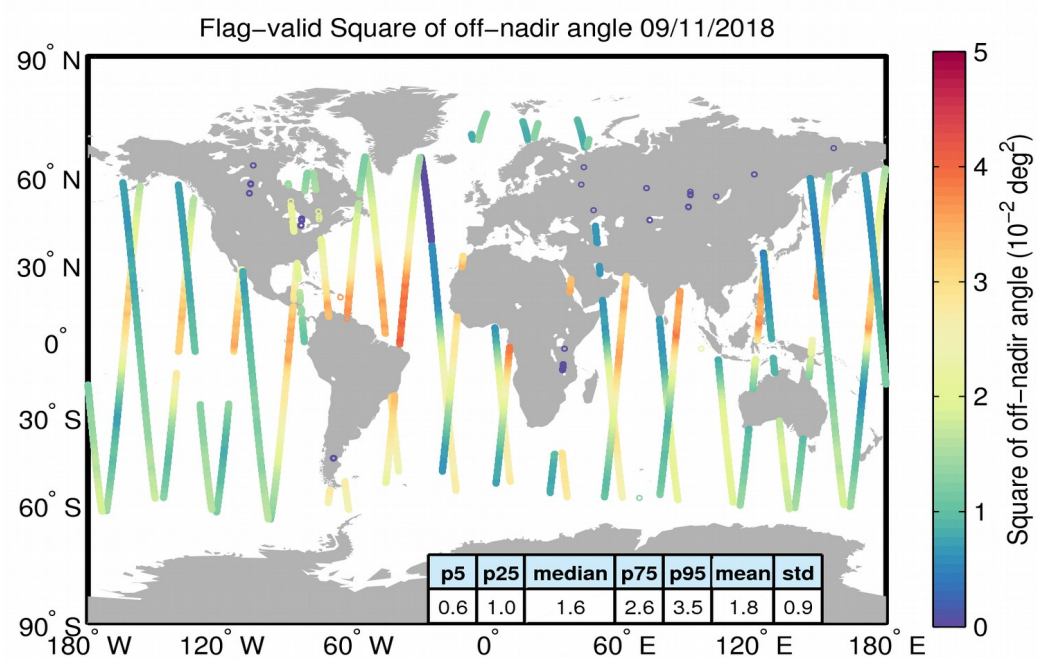 Flag−valid Square of off−nadir angle 09/11/2018
90° N
60° N
30° N
0°
30° S
60° S
90° S
180° W
120° W
60° W
0°
60° E
120° E
180° E
p5 p25 median p75 p95 mean std
0.6 1.0 1.6 2.6 3.5 1.8 0.9
5
4
3
2
1
0
Square of off−nadir angle (10⁻² deg²)